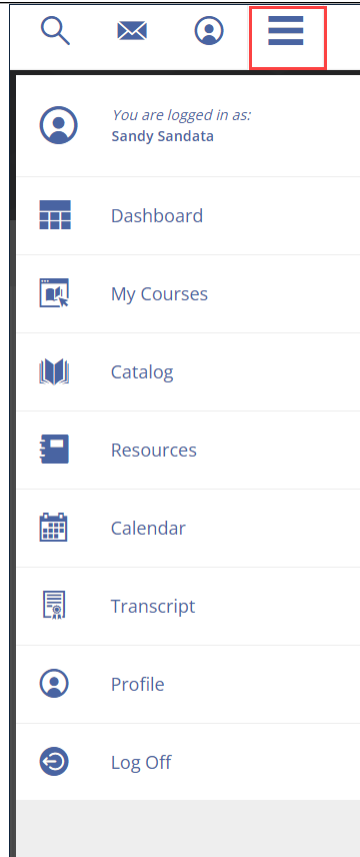 You are logged in as:
Sandy Sandata
Dashboard
My Courses
Catalog
Resources
Calendar
Transcript
Profile
Log Off